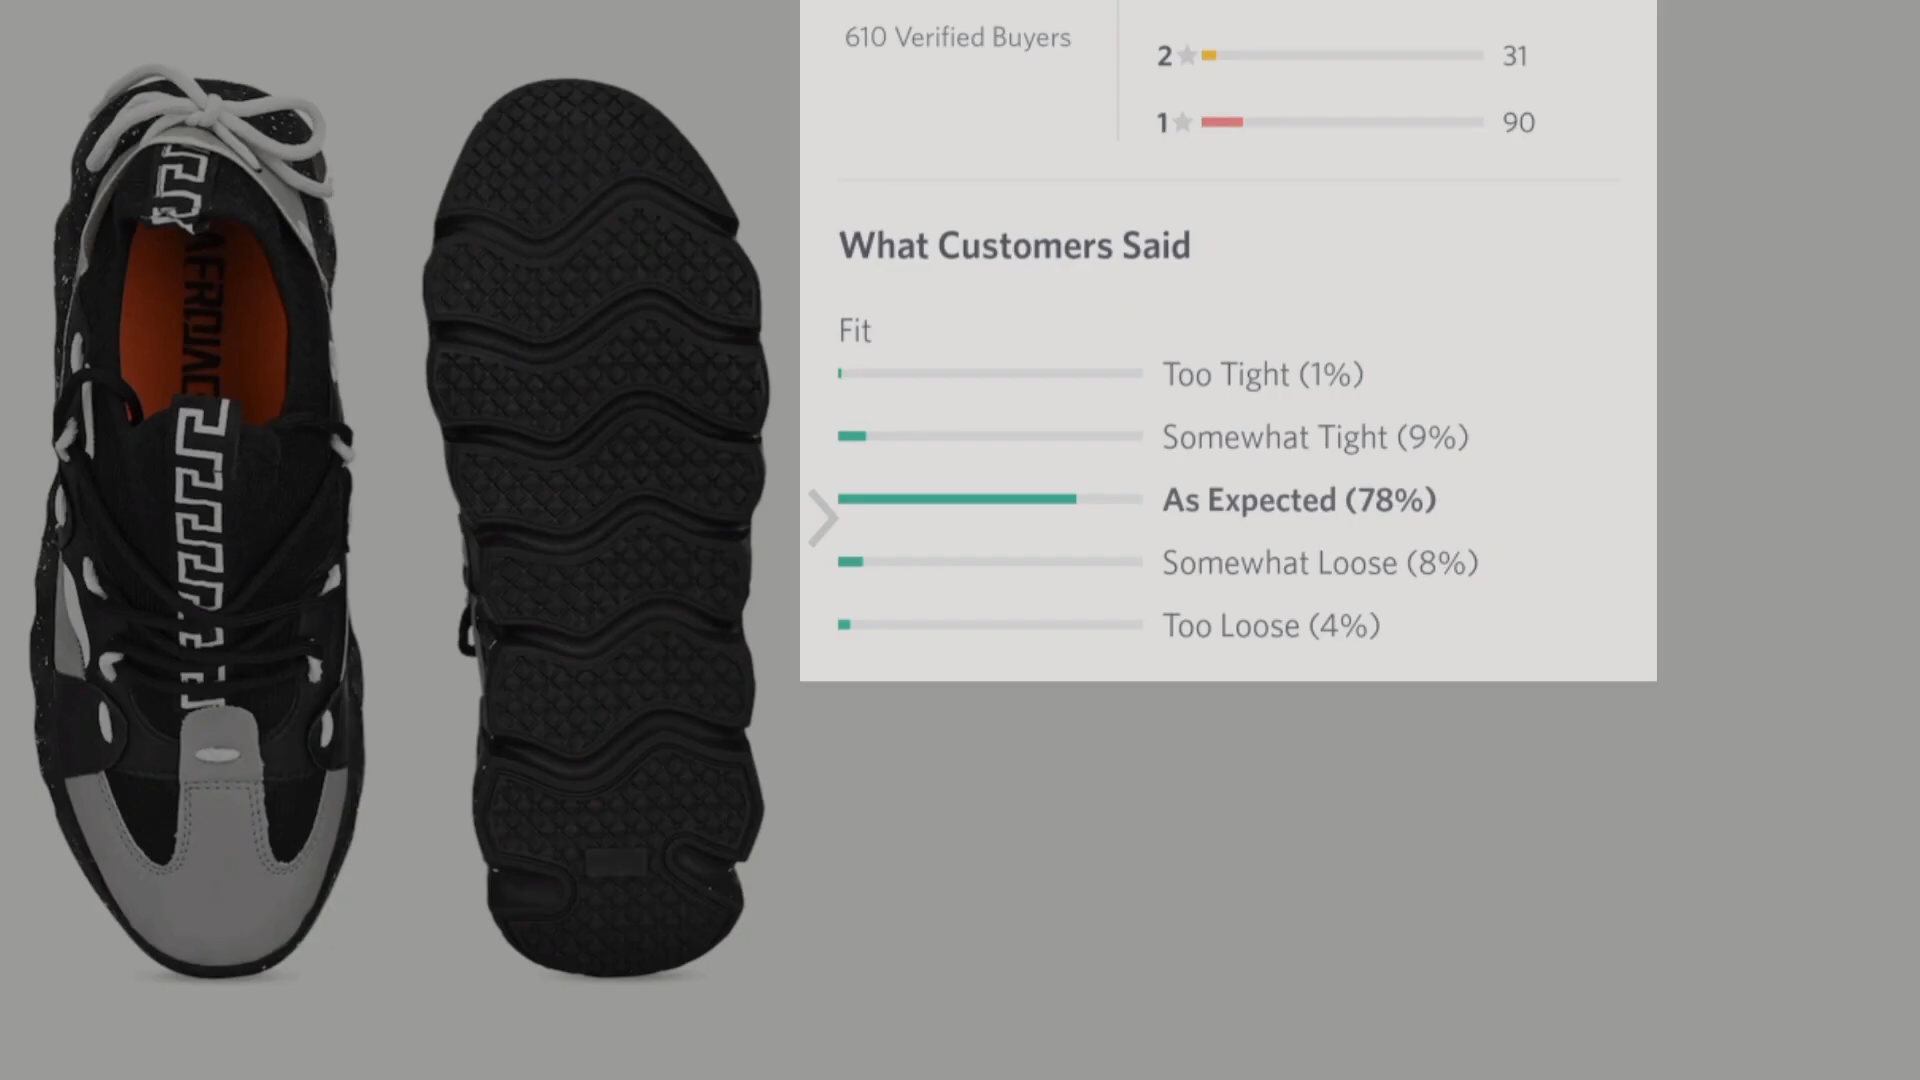 610 Verified Buyers
2 31
1 90
What Customers Said
Fit
Too Tight (1%)
Somewhat Tight (9%)
As Expected (78%)
Somewhat Loose (8%)
Too Loose (4%)